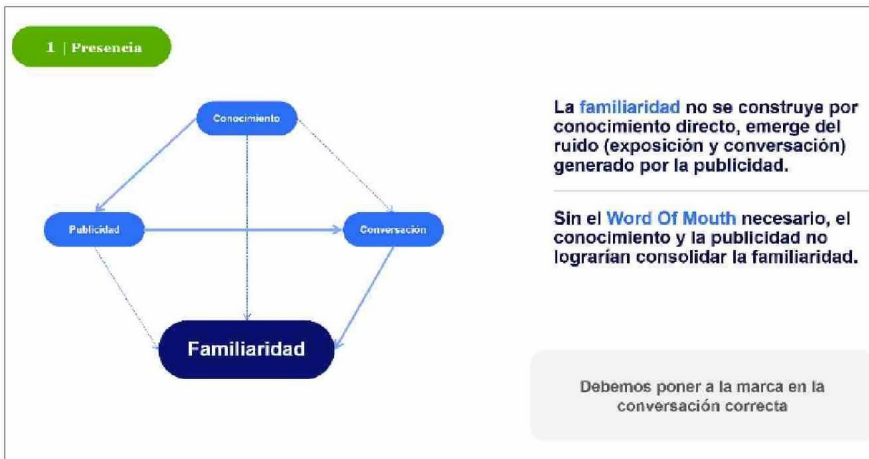 1 | Presencia
Conocimiento
Publicidad
Conversación
Familiaridad
La familiaridad no se construye por
conocimiento directo, emerge del
ruido (exposición y conversación)
generado por la publicidad.
Sin el Word Of Mouth necesario, el
conocimiento y la publicidad no
lograrían consolidar la familiaridad.
Debemos poner a la marca en la
conversación correcta